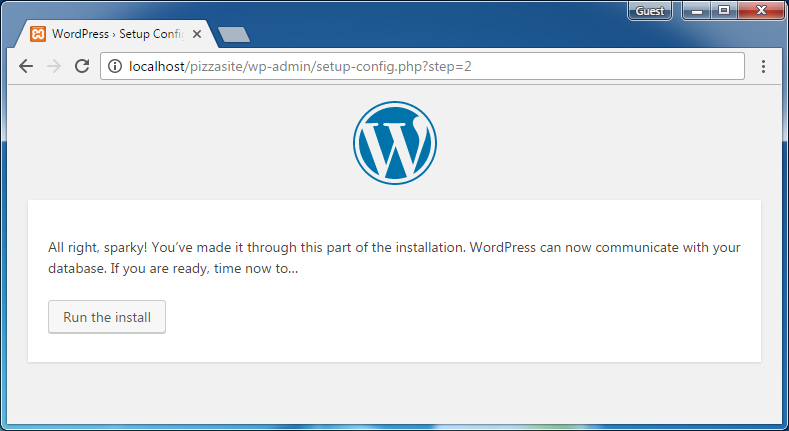 Guest
WordPress › Setup Config
localhost/pizzasite/wp-admin/setup-config.php?step=2
All right, sparky! You’ve made it through this part of the installation. WordPress can now communicate with your
database. If you are ready, time now to…
Run the install